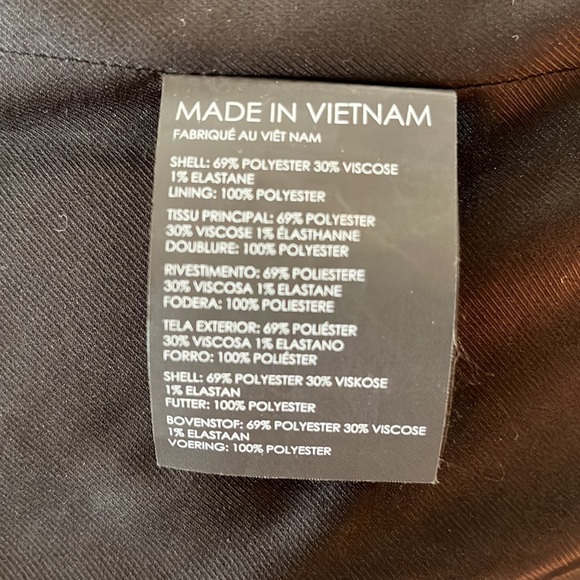 MADE IN VIETNAM
FABRIQUÉ AU VIÊT NAM
SHELL: 69% POLYESTER 30% VISCOSE
1% ELASTANE
LINING: 100% POLYESTER
TISSU PRINCIPAL: 69% POLYESTER
30% VISCOSE 1% ÉLASTHANNE
DOUBLURE: 100% POLYESTER
RIVESTIMENTO: 69% POLIESTERE
30% VISCOSA 1% ELASTANE
FODERA: 100% POLIESTERE
TELA EXTERIOR: 69% POLIÉSTER
30% VISCOSA 1% ELASTANO
FORRO: 100% POLIÉSTER
SHELL: 69% POLYESTER 30% VISKOSE
1% ELASTAN
FUTTER: 100% POLYESTER
BOVENSTOF: 69% POLYESTER 30% VISCOSE
1% ELASTAAN
VOERING: 100% POLYESTER